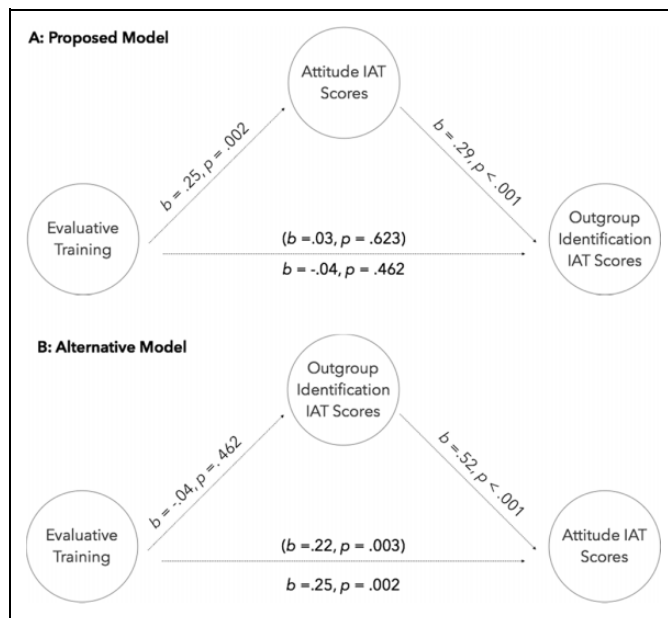 A: Proposed Model
Attitude IAT
Scores
b = .25, p = .002
b = .29, p < .001
Evaluative
Training
(b = .03, p = .623)
b = -.04, p = .462
Outgroup
Identification
IAT Scores
B: Alternative Model
Outgroup
Identification
IAT Scores
b = -.04, p = . 462
b = .52, p < .001
Evaluative
Training
(b = .22, p = .003)
b = .25, p = .002
Attitude IAT
Scores